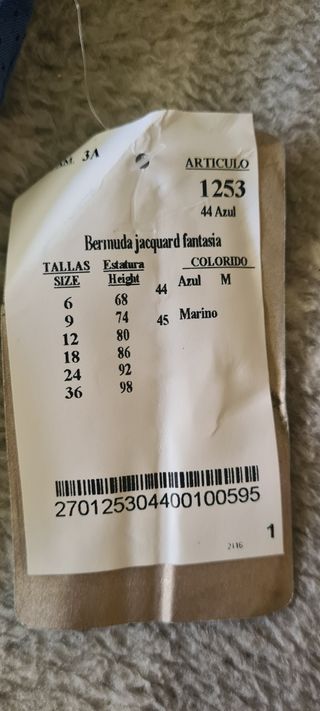 3A
ARTICULO
1253
44 Azul
Bermuda jacquard fantasia
TALLAS Estatura COLORIDO
SIZE Height 44 Azul M
6 68
9 74 45 Marino
12 80
18 86
24 92
36 98
270125304400100595
1
2116